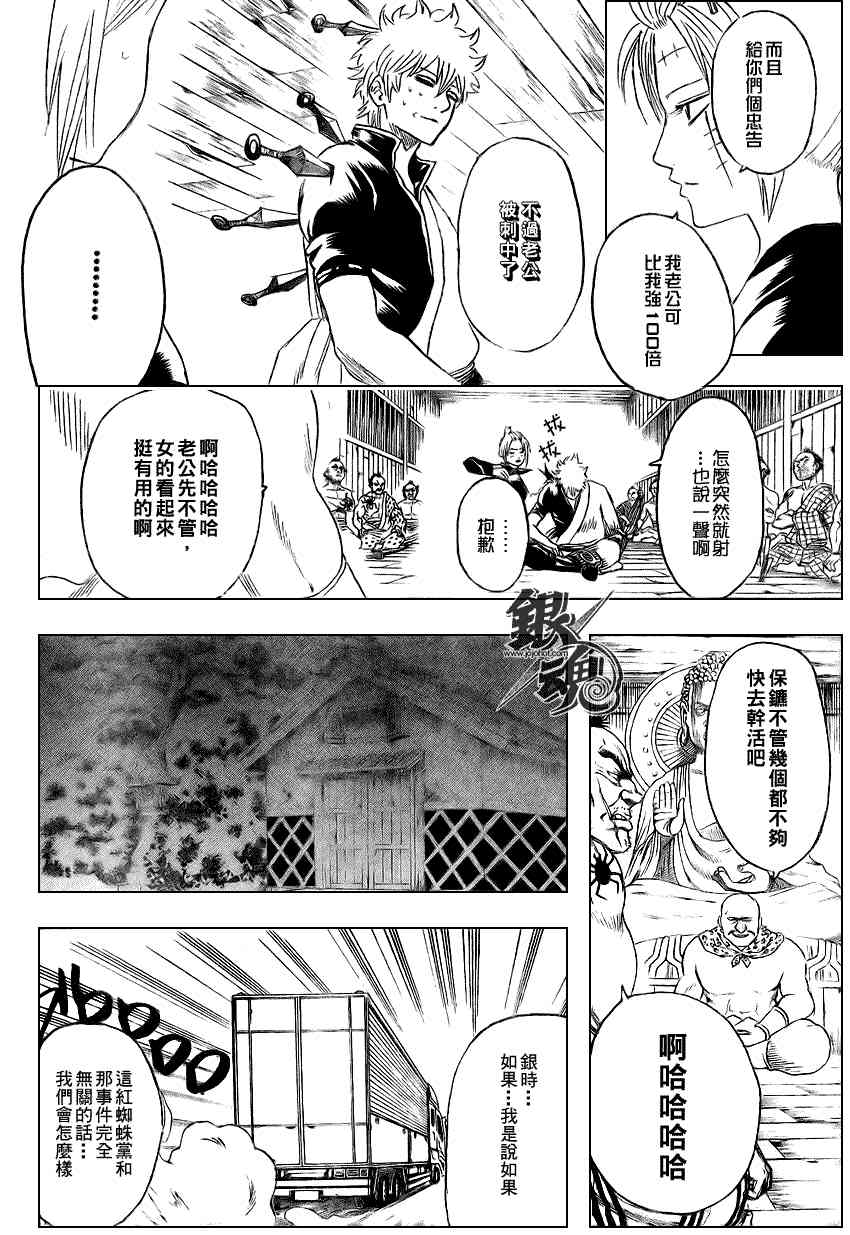 而且
給你們個忠告
我老公可
比我強100倍
不過老公
被刺中了
………
怎麼突然就射
…也說一聲啊
拔
拔
……
抱歉
啊哈哈哈哈
老公先不管，
女的看起來
挺有用的啊
銀魂
www.jojohot.com
保鑣不管幾個都不夠
快去幹活吧
啊哈哈哈哈
銀時…
如果…我是說如果
這紅蜘蛛黨和
那事件完全
無關的話…
我們會怎麼樣